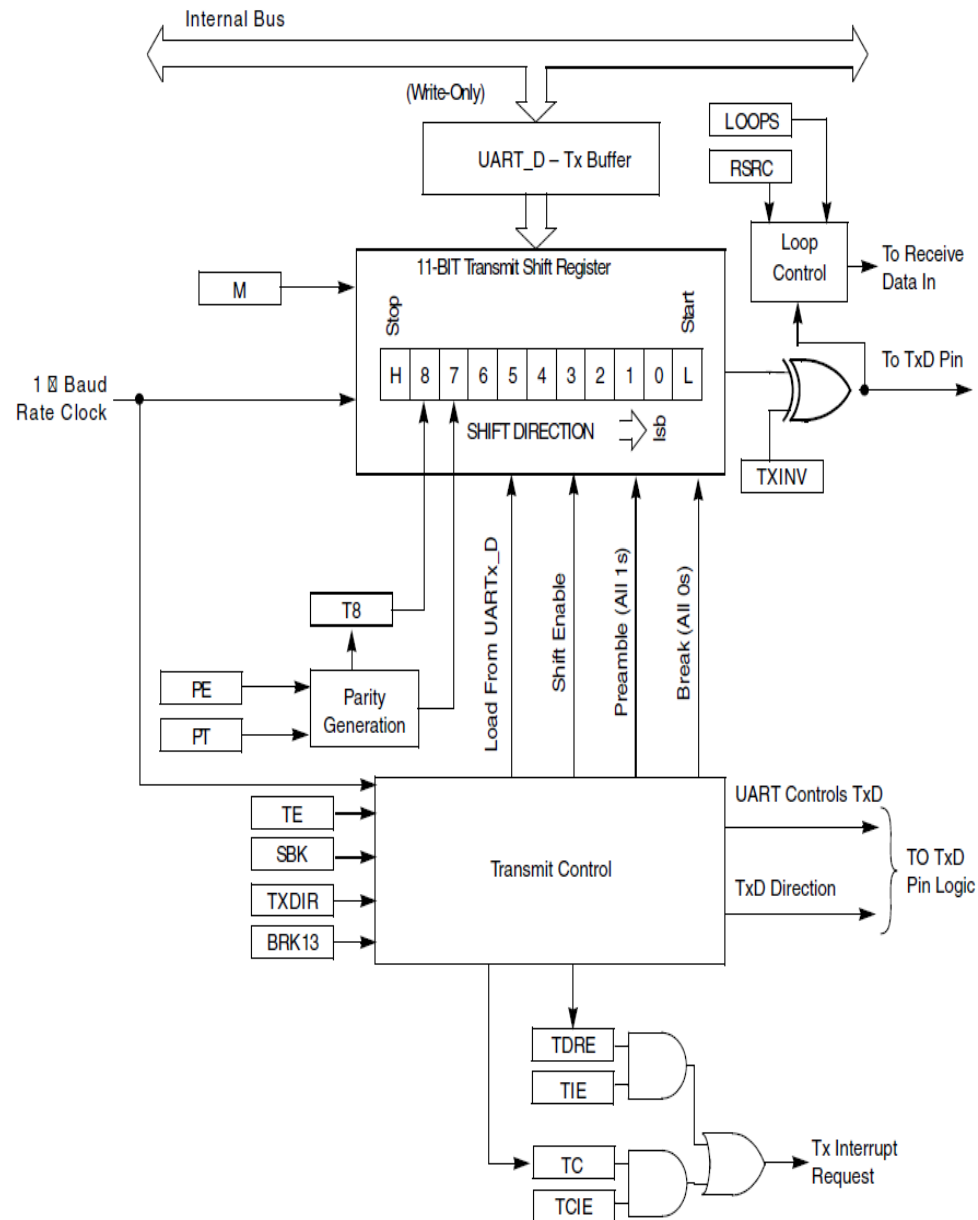 Internal Bus
(Write-Only)
UART_D – Tx Buffer
LOOPS
RSRC
Loop
Control
To Receive
Data In
11-BIT Transmit Shift Register
M
Stop
Start
H 8 7 6 5 4 3 2 1 0 L
To TxD Pin
1 Baud
Rate Clock
SHIFT DIRECTION
lsb
TXINV
Load From UARTx_D
Shift Enable
Preamble (All 1s)
Break (All 0s)
T8
PE
PT
Parity
Generation
TE
SBK
TXDIR
BRK13
Transmit Control
UART Controls TxD
TxD Direction
TO TxD
Pin Logic
TDRE
TIE
TC
TCIE
Tx Interrupt
Request